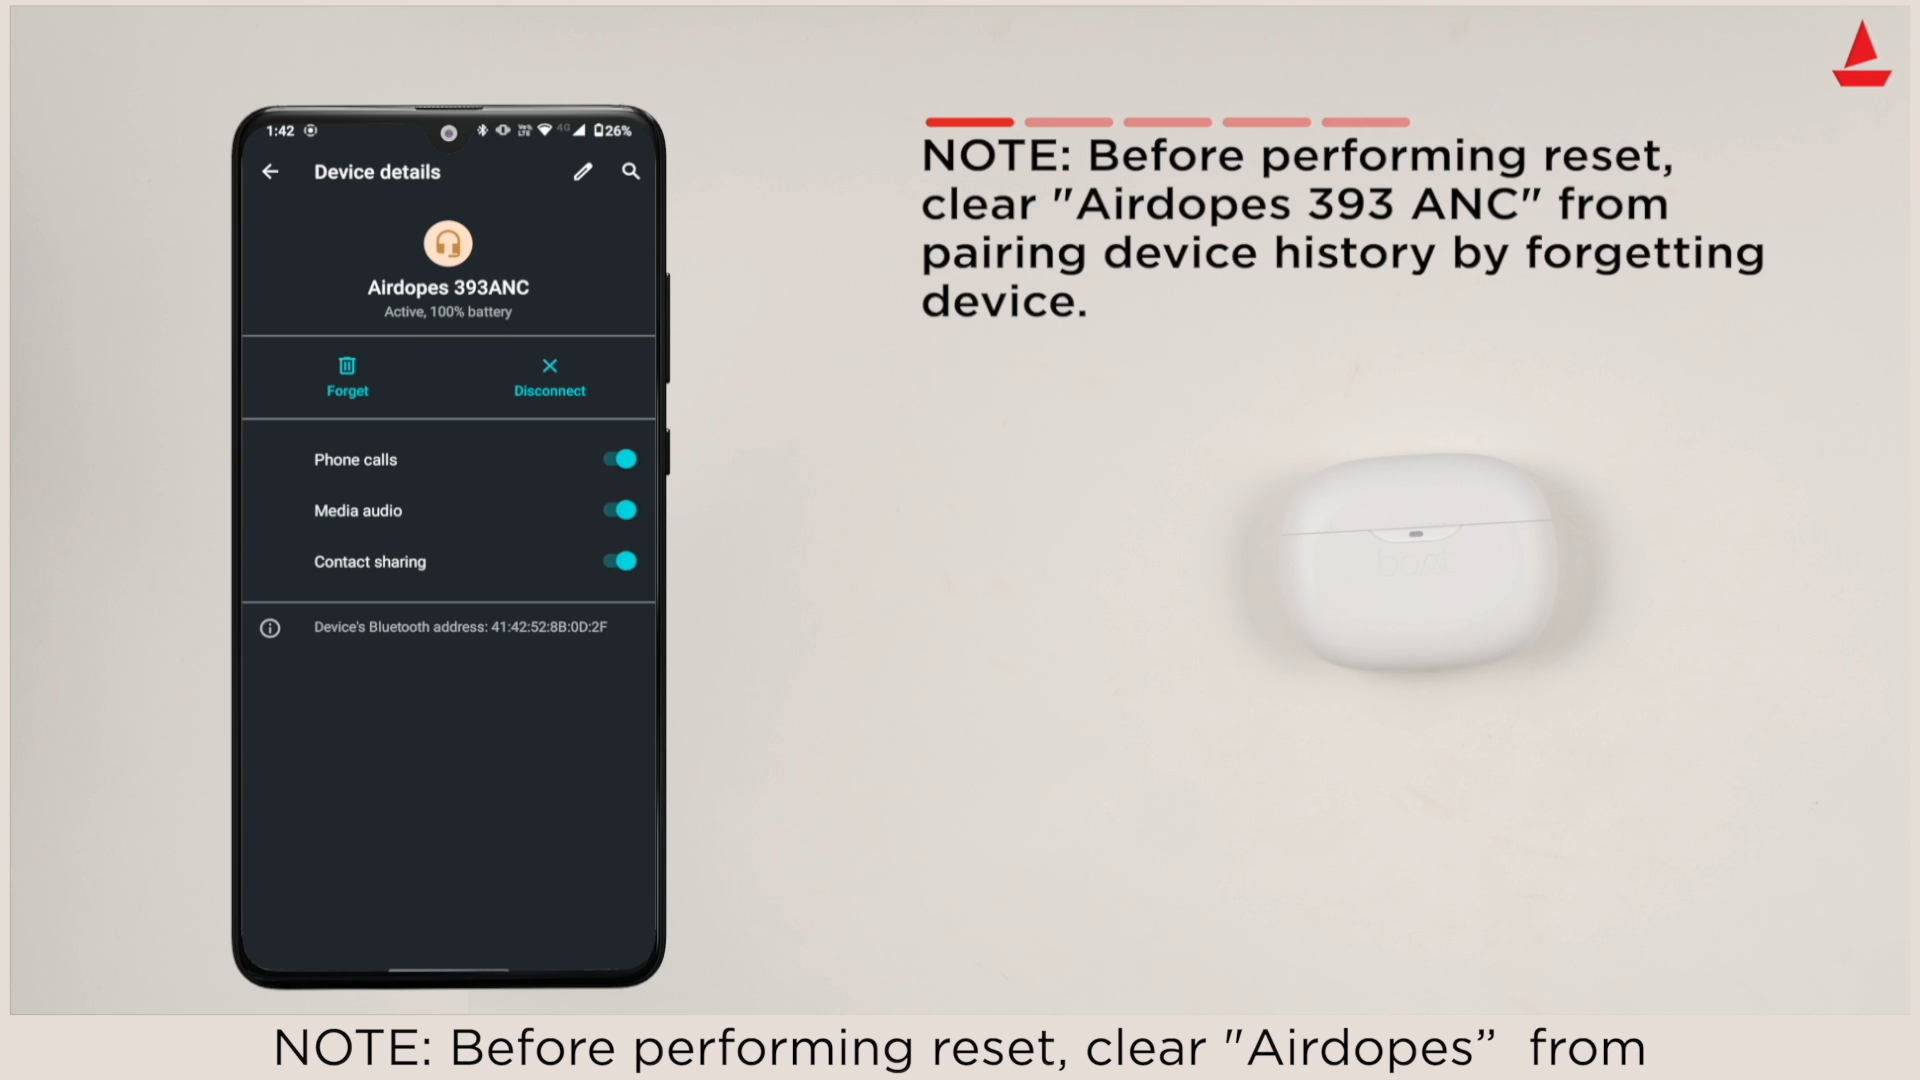 1:42
4G
26%
Device details
Airdopes 393ANC
Active, 100% battery
Forget
Disconnect
Phone calls
Media audio
Contact sharing
Device's Bluetooth address: 41:42:52:8B:0D:2F
NOTE: Before performing reset,
clear "Airdopes 393 ANC" from
pairing device history by forgetting
device.
boAt
NOTE: Before performing reset, clear "Airdopes” from